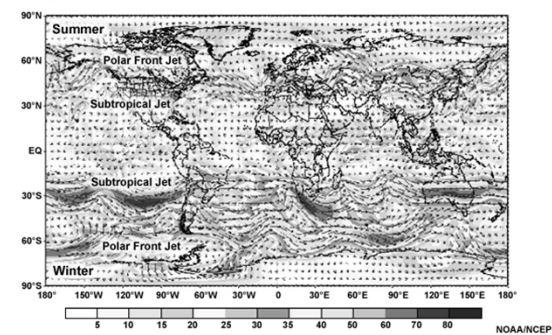 90°N
Summer
Polar Front Jet
60°N
Subtropical Jet
30°N
EQ
Subtropical Jet
30°S
60°S
Polar Front Jet
Winter
90°S
180° 150°W 120°W 90°W 60°W 30°W 0° 30°E 60°E 90°E 120°E 150°E 180°
5 10 15 20 25 30 35 40 50 60 70 80
NOAA/NCEP